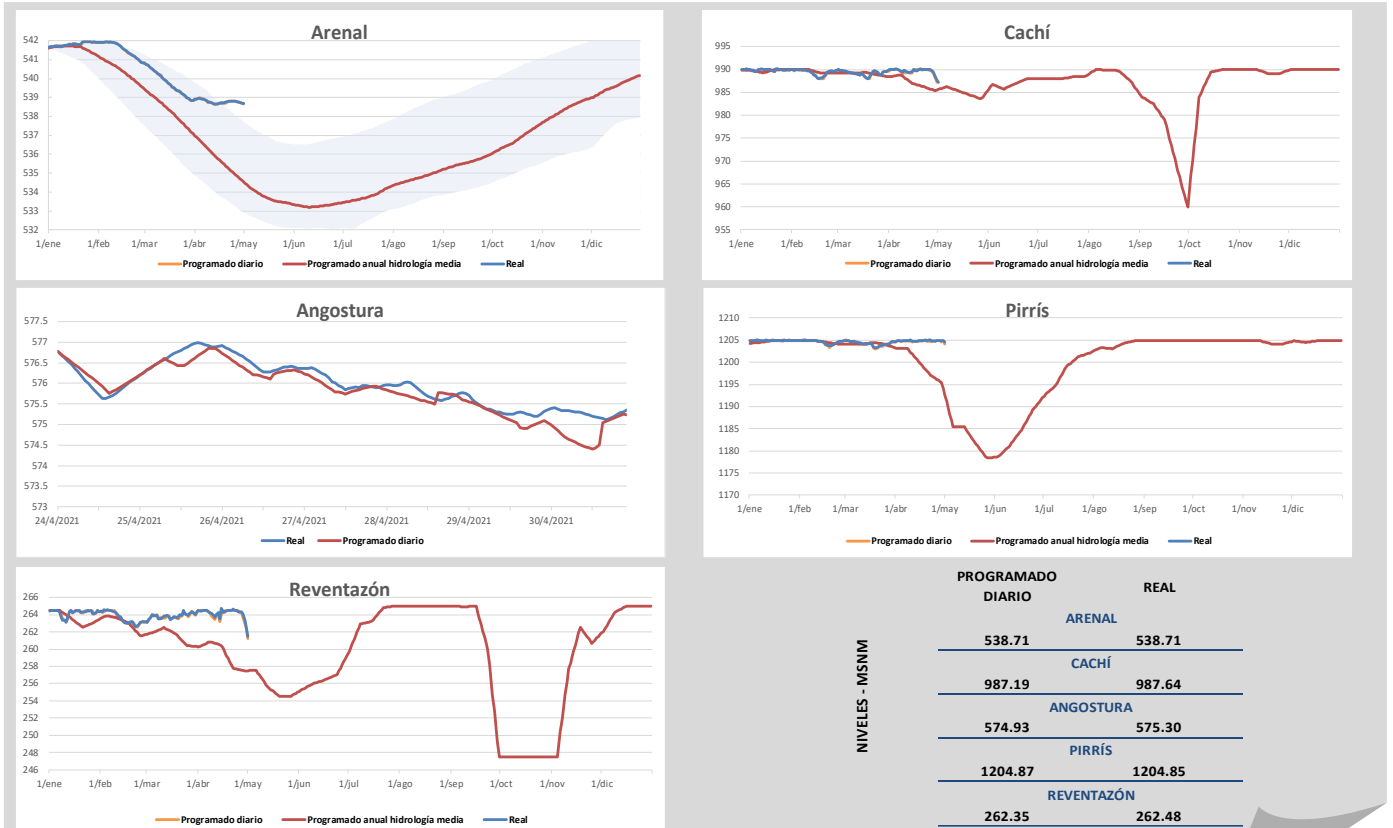 Arenal
542
541
540
539
538
537
536
535
534
533
532
1/ene 1/feb 1/mar 1/abr 1/may 1/jun 1/jul 1/ago 1/sep 1/oct 1/nov 1/dic
Programado diario Programado anual hidrología media Real
Cachí
995
990
985
980
975
970
965
960
955
1/ene 1/feb 1/mar 1/abr 1/may 1/jun 1/jul 1/ago 1/sep 1/oct 1/nov 1/dic
Programado diario Programado anual hidrología media Real
Angostura
577.5
577
576.5
576
575.5
575
574.5
574
573.5
573
24/4/2021 25/4/2021 26/4/2021 27/4/2021 28/4/2021 29/4/2021 30/4/2021
Real Programado diario
Pirrís
1210
1205
1200
1195
1190
1185
1180
1175
1170
1/ene 1/feb 1/mar 1/abr 1/may 1/jun 1/jul 1/ago 1/sep 1/oct 1/nov 1/dic
Programado diario Programado anual hidrología media Real
Reventazón
266
264
262
260
258
256
254
252
250
248
246
1/ene 1/feb 1/mar 1/abr 1/may 1/jun 1/jul 1/ago 1/sep 1/oct 1/nov 1/dic
Programado diario Programado anual hidrología media Real
NIVELES - MSNM
PROGRAMADO
DIARIO
REAL
ARENAL
538.71 538.71
CACHÍ
987.19 987.64
ANGOSTURA
574.93 575.30
PIRRÍS
1204.87 1204.85
REVENTAZÓN
262.35 262.48